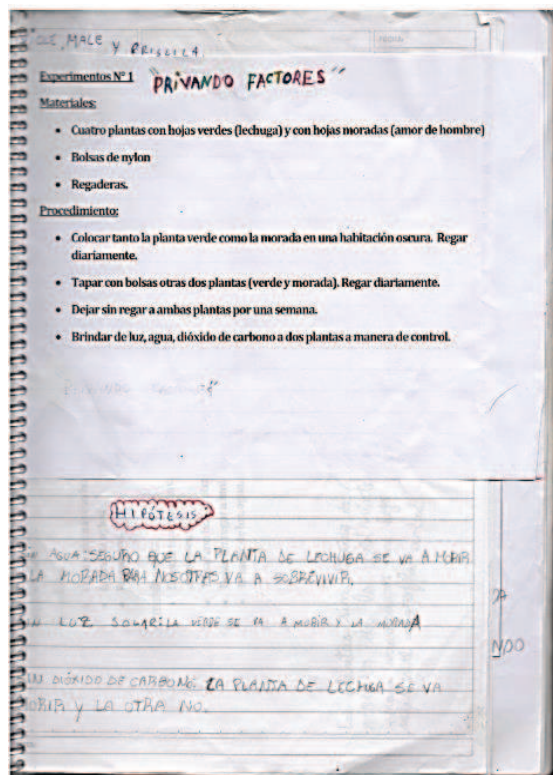 MALE Y PRISCILA
FECHA
Experimentos Nº 1 "PRIVANDO FACTORES"
Materiales:
• Cuatro plantas con hojas verdes (lechuga) y con hojas moradas (amor de hombre)
• Bolsas de nylon
• Regaderas.
Procedimiento:
• Colocar tanto la planta verde como la morada en una habitación oscura. Regar
diariamente.
• Tapar con bolsas otras dos plantas (verde y morada). Regar diariamente.
• Dejar sin regar a ambas plantas por una semana.
• Brindar de luz, agua, dióxido de carbono a dos plantas a manera de control.
HIPÓTESIS
AGUA: SEGURO QUE LA PLANTA DE LECHUGA SE VA A MORIR
LA MORADA PARA NOSOTRAS VA A SOBREVIVIR.
LUZ SOLAR: LA VERDE SE VA A MORIR Y LA MORADA
NDO
DIÓXIDO DE CARBONO: LA PLANTA DE LECHUGA SE VA
ORIR Y LA OTRA NO.